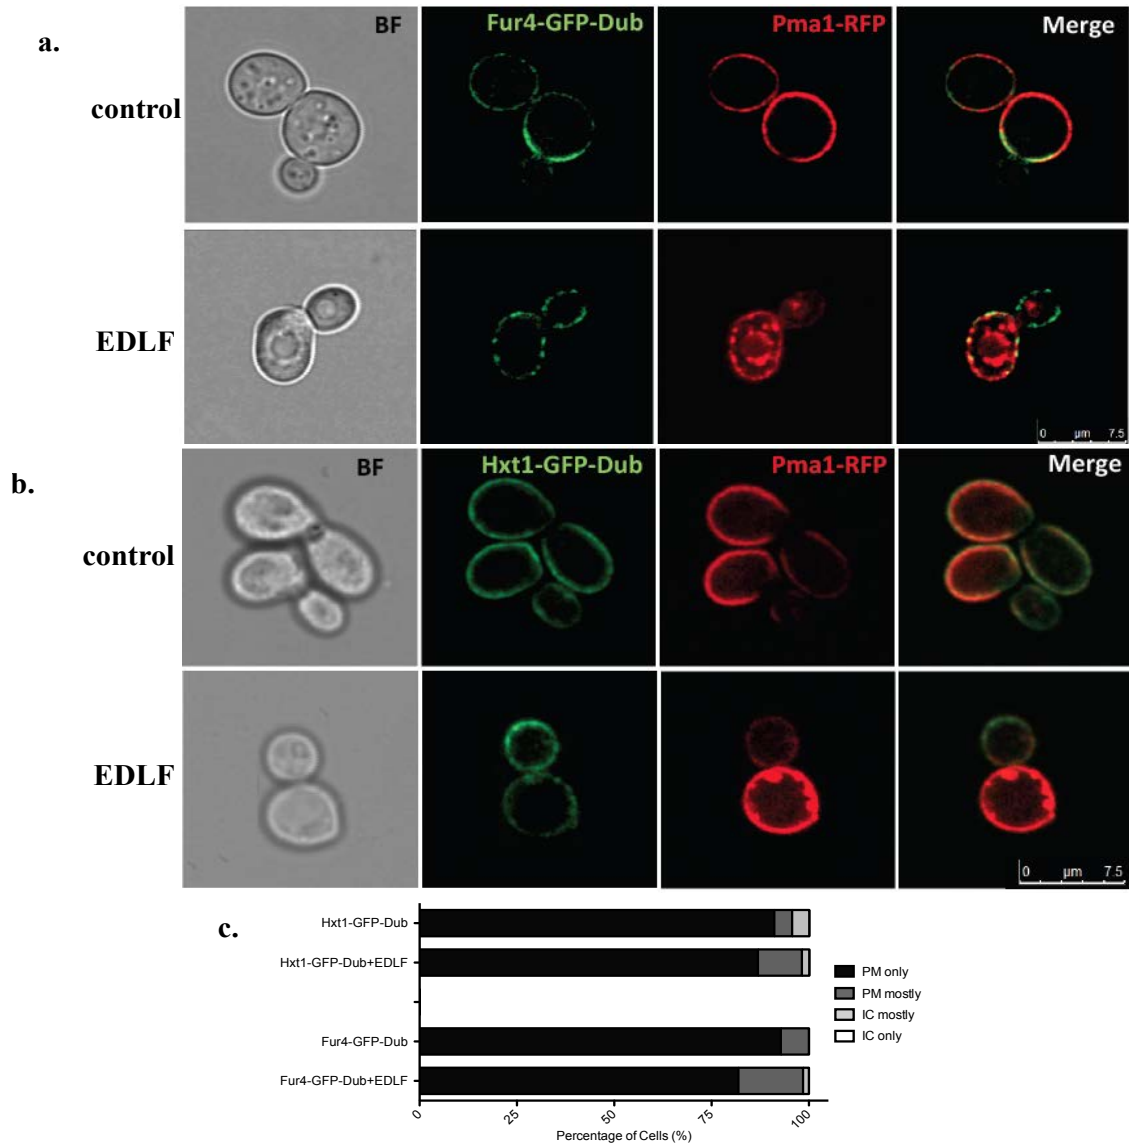 a.
BF Fur4-GFP-Dub Pma1-RFP Merge
control
EDLF
0 µm 7.5
b.
BF Hxt1-GFP-Dub Pma1-RFP Merge
control
EDLF
0 µm 7.5
c.
Hxt1-GFP-Dub
Hxt1-GFP-Dub+EDLF
Fur4-GFP-Dub
Fur4-GFP-Dub+EDLF
PM only
PM mostly
IC mostly
IC only
0 25 50 75 100
Percentage of Cells (%)